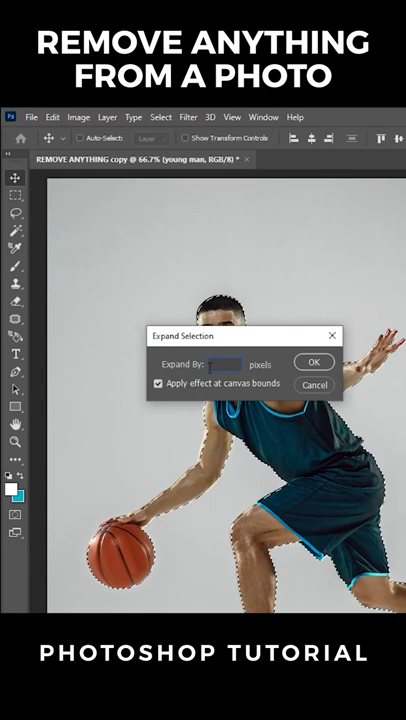 REMOVE ANYTHING
FROM A PHOTO
Ps File Edit Image Layer Type Select Filter 3D View Window Help
Auto-Select: Layer Show Transform Controls
REMOVE ANYTHING copy @ 66.7% (young man, RGB/8) * ×
Expand Selection
Expand By: pixels
OK
Apply effect at canvas bounds
Cancel
T
PHOTOSHOP TUTORIAL